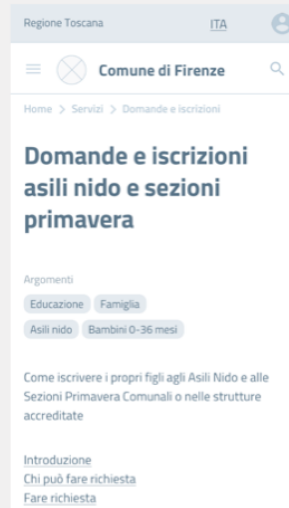 Regione Toscana ITA
Comune di Firenze
Home > Servizi > Domande e iscrizioni
Domande e iscrizioni
asili nido e sezioni
primavera
Argomenti
Educazione Famiglia
Asili nido Bambini 0-36 mesi
Come iscrivere i propri figli agli Asili Nido e alle
Sezioni Primavera Comunali o nelle strutture
accreditate
Introduzione
Chi può fare richiesta
Fare richiesta